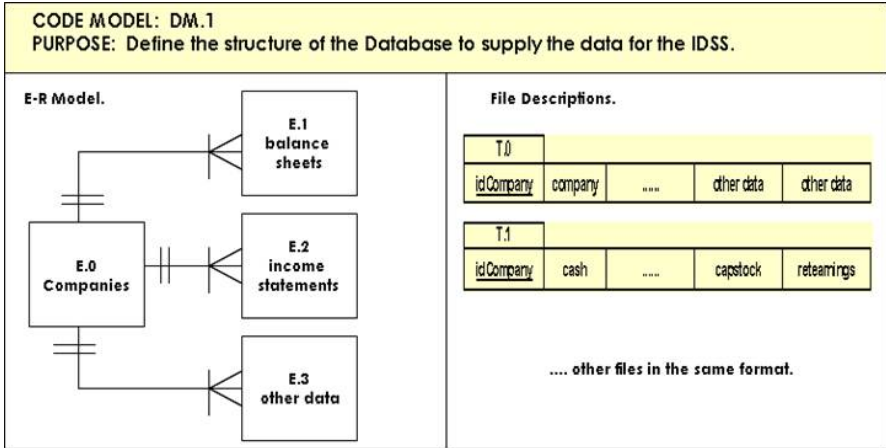 CODE MODEL: DM.1
PURPOSE: Define the structure of the Database to supply the data for the IDSS.
E-R Model.
E.1
balance
sheets
E.0
Companies
E.2
income
statements
E.3
other data
File Descriptions.
T.0
idCompany company ..... other data other data
T.1
idCompany cash ..... capstock retearnings
.... other files in the same format.